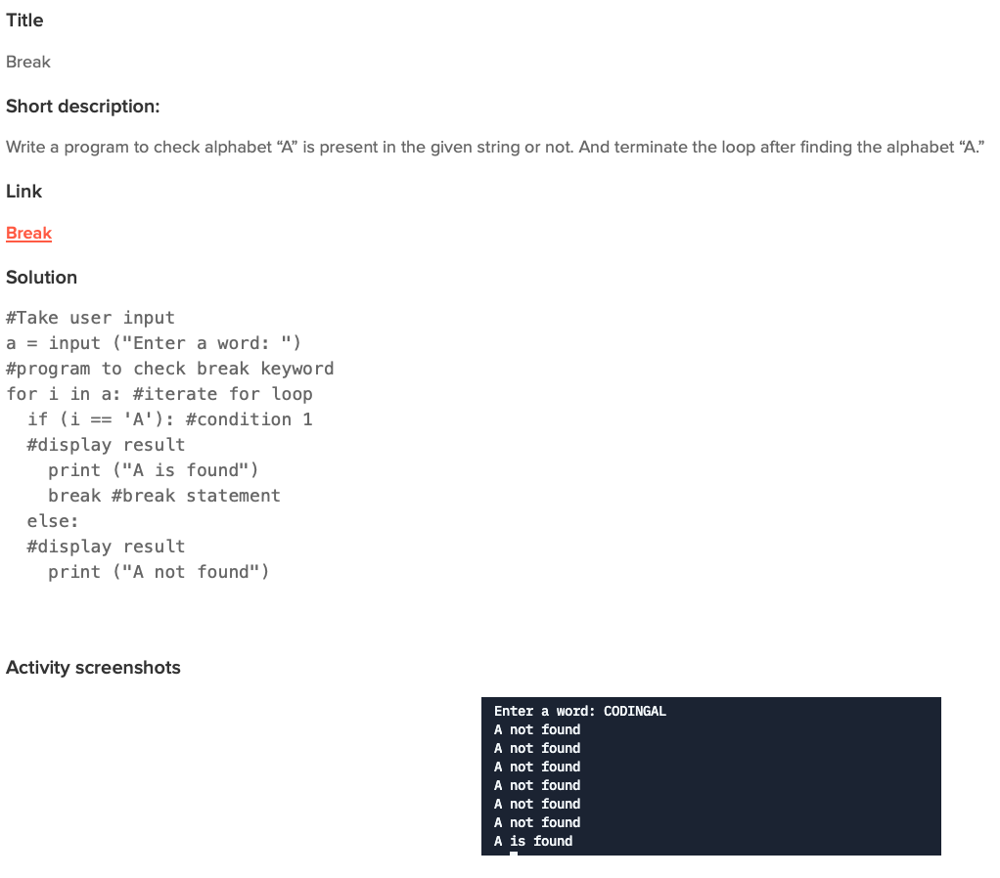 Title
Break
Short description:
Write a program to check alphabet “A” is present in the given string or not. And terminate the loop after finding the alphabet “A.”
Link
Break
Solution
#Take user input
a = input ("Enter a word: ")
#program to check break keyword
for i in a: #iterate for loop
  if (i == 'A'): #condition 1
  #display result
    print ("A is found")
    break #break statement
  else:
  #display result
    print ("A not found")
Activity screenshots
Enter a word: CODINGAL
A not found
A not found
A not found
A not found
A not found
A not found
A is found